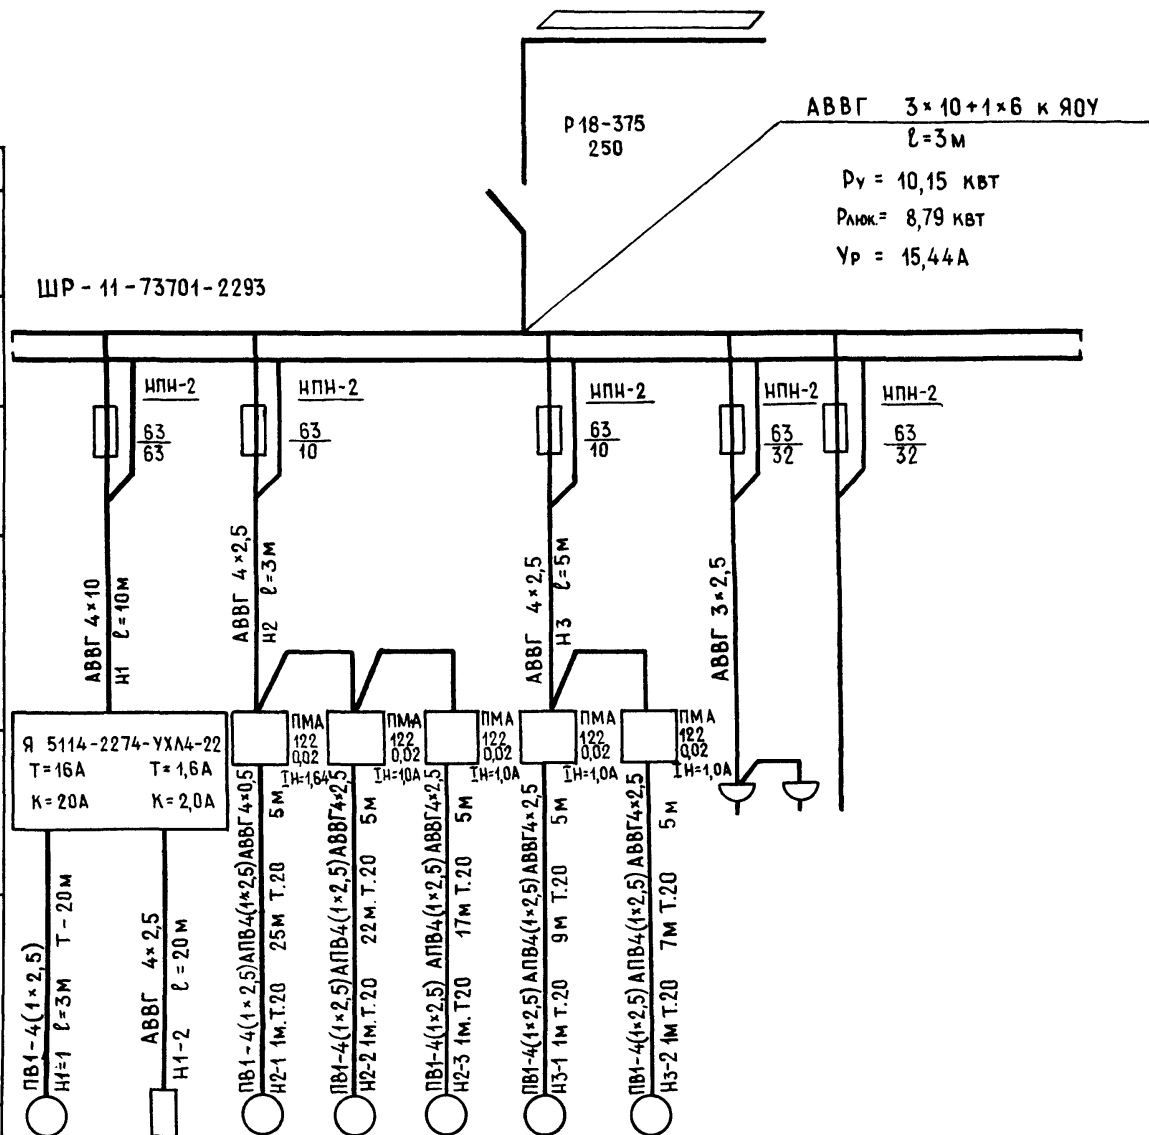 Р18-375
250
АВВГ 3×10+1×6 к ЯОУ
ℓ=3м
Ру = 10,15 квт
Рлюк.= 8,79 квт
Ур = 15,44А
ШР-11-73701-2293
НПН-2
63
63
НПН-2
63
10
НПН-2
63
10
НПН-2
63
32
НПН-2
63
32
АВВГ 4×10
Н1 ℓ=10м
АВВГ 4×2,5
Н2 ℓ=3м
АВВГ 4×2,5
Н3 ℓ=5м
АВВГ 3×2,5
Я 5114-2274-УХЛ4-22
Т=16А Т=1,6А
К=20А К=2,0А
ПМА
122
0,02
Iн=1,64
ПМА
122
0,02
Iн=1,0А
ПМА
122
0,02
Iн=1,0А
ПМА
122
0,02
Iн=1,0А
ПМА
122
0,02
Iн=1,0А
ПВ1-4(1×2,5)
Н1=1 ℓ=3м Т-20м
АВВГ 4×2,5
Н1-2 ℓ=20м
ПВ1-4(1×2,5)АПВ4(1×2,5)АВВГ4×0,5
Н2-1 1м.Т.20 25м Т.20 5м
ПВ1-4(1×2,5)АПВ4(1×2,5)АВВГ4×2,5
Н2-2 1м.Т.20 22м.Т.20 5м
ПВ1-4(1×2,5) АПВ4(1×2,5)АВВГ4×2,5
Н2-3 1м.Т20 17м Т.20 5м
ПВ1-4(1×2,5)АПВ4(1×2,5)АВВГ4×2,5
Н3-1 1м Т.20 9м Т.20 5м
ПВ1-4(1×2,5)АПВ4(1×2,5)АВВГ4×2,5
Н3-2 1м Т.20 7м Т.20 5м